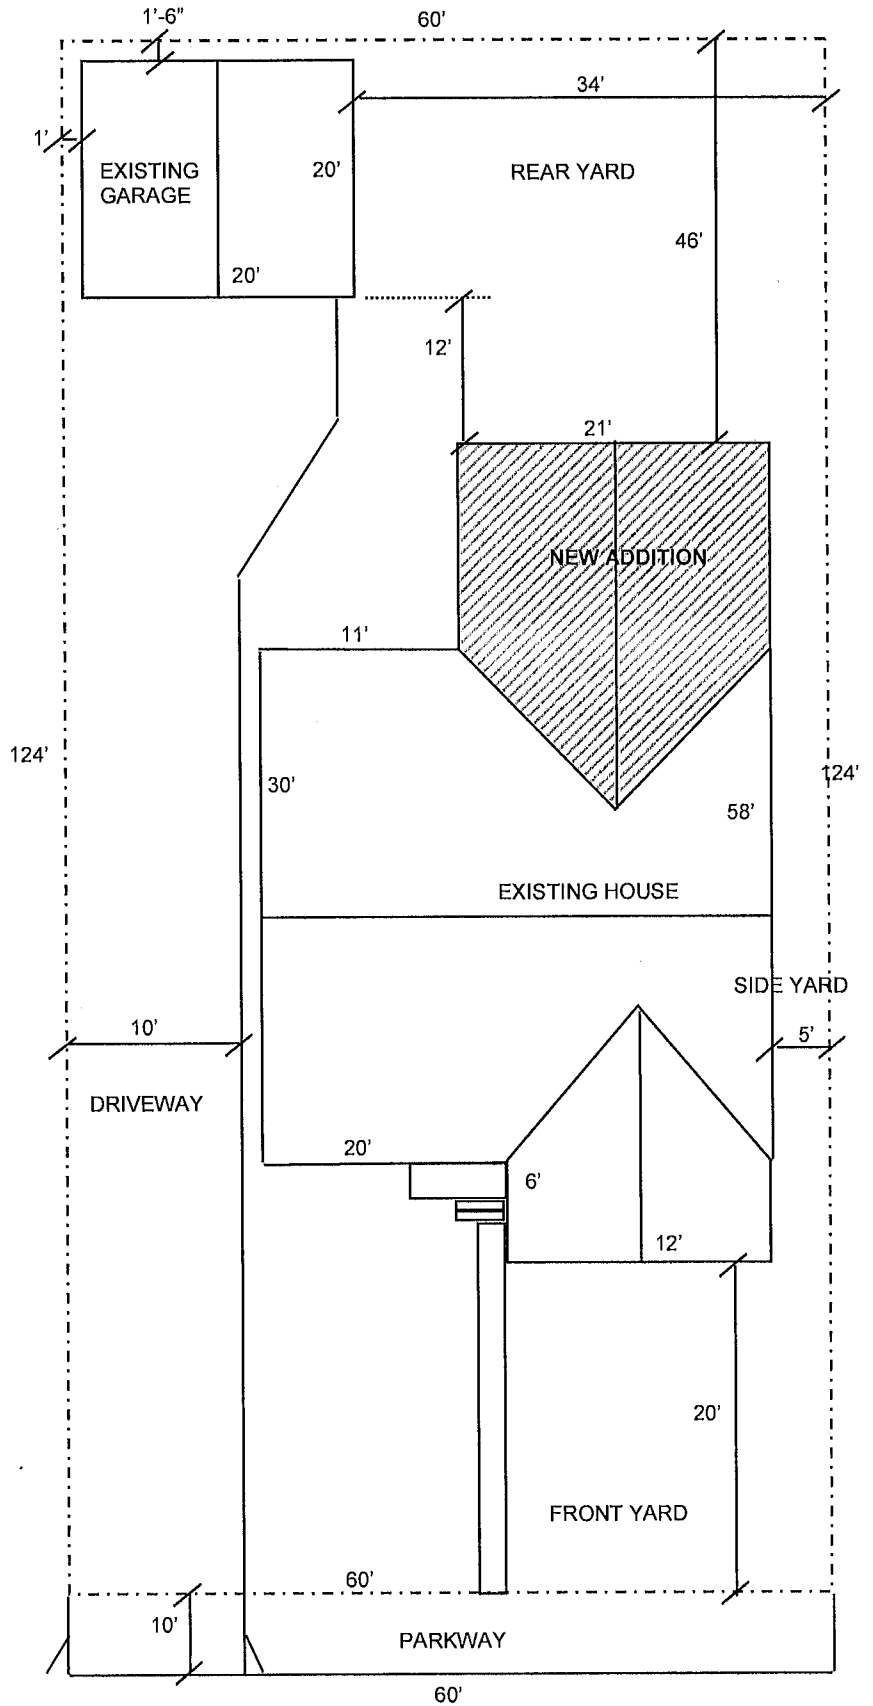 1'-6"
60'
34'
1'
EXISTING
GARAGE
20'
REAR YARD
46'
20'
12'
21'
NEW ADDITION
11'
124'
30'
124'
58'
EXISTING HOUSE
SIDE YARD
10'
5'
DRIVEWAY
20'
6'
12'
20'
FRONT YARD
60'
10'
PARKWAY
60'